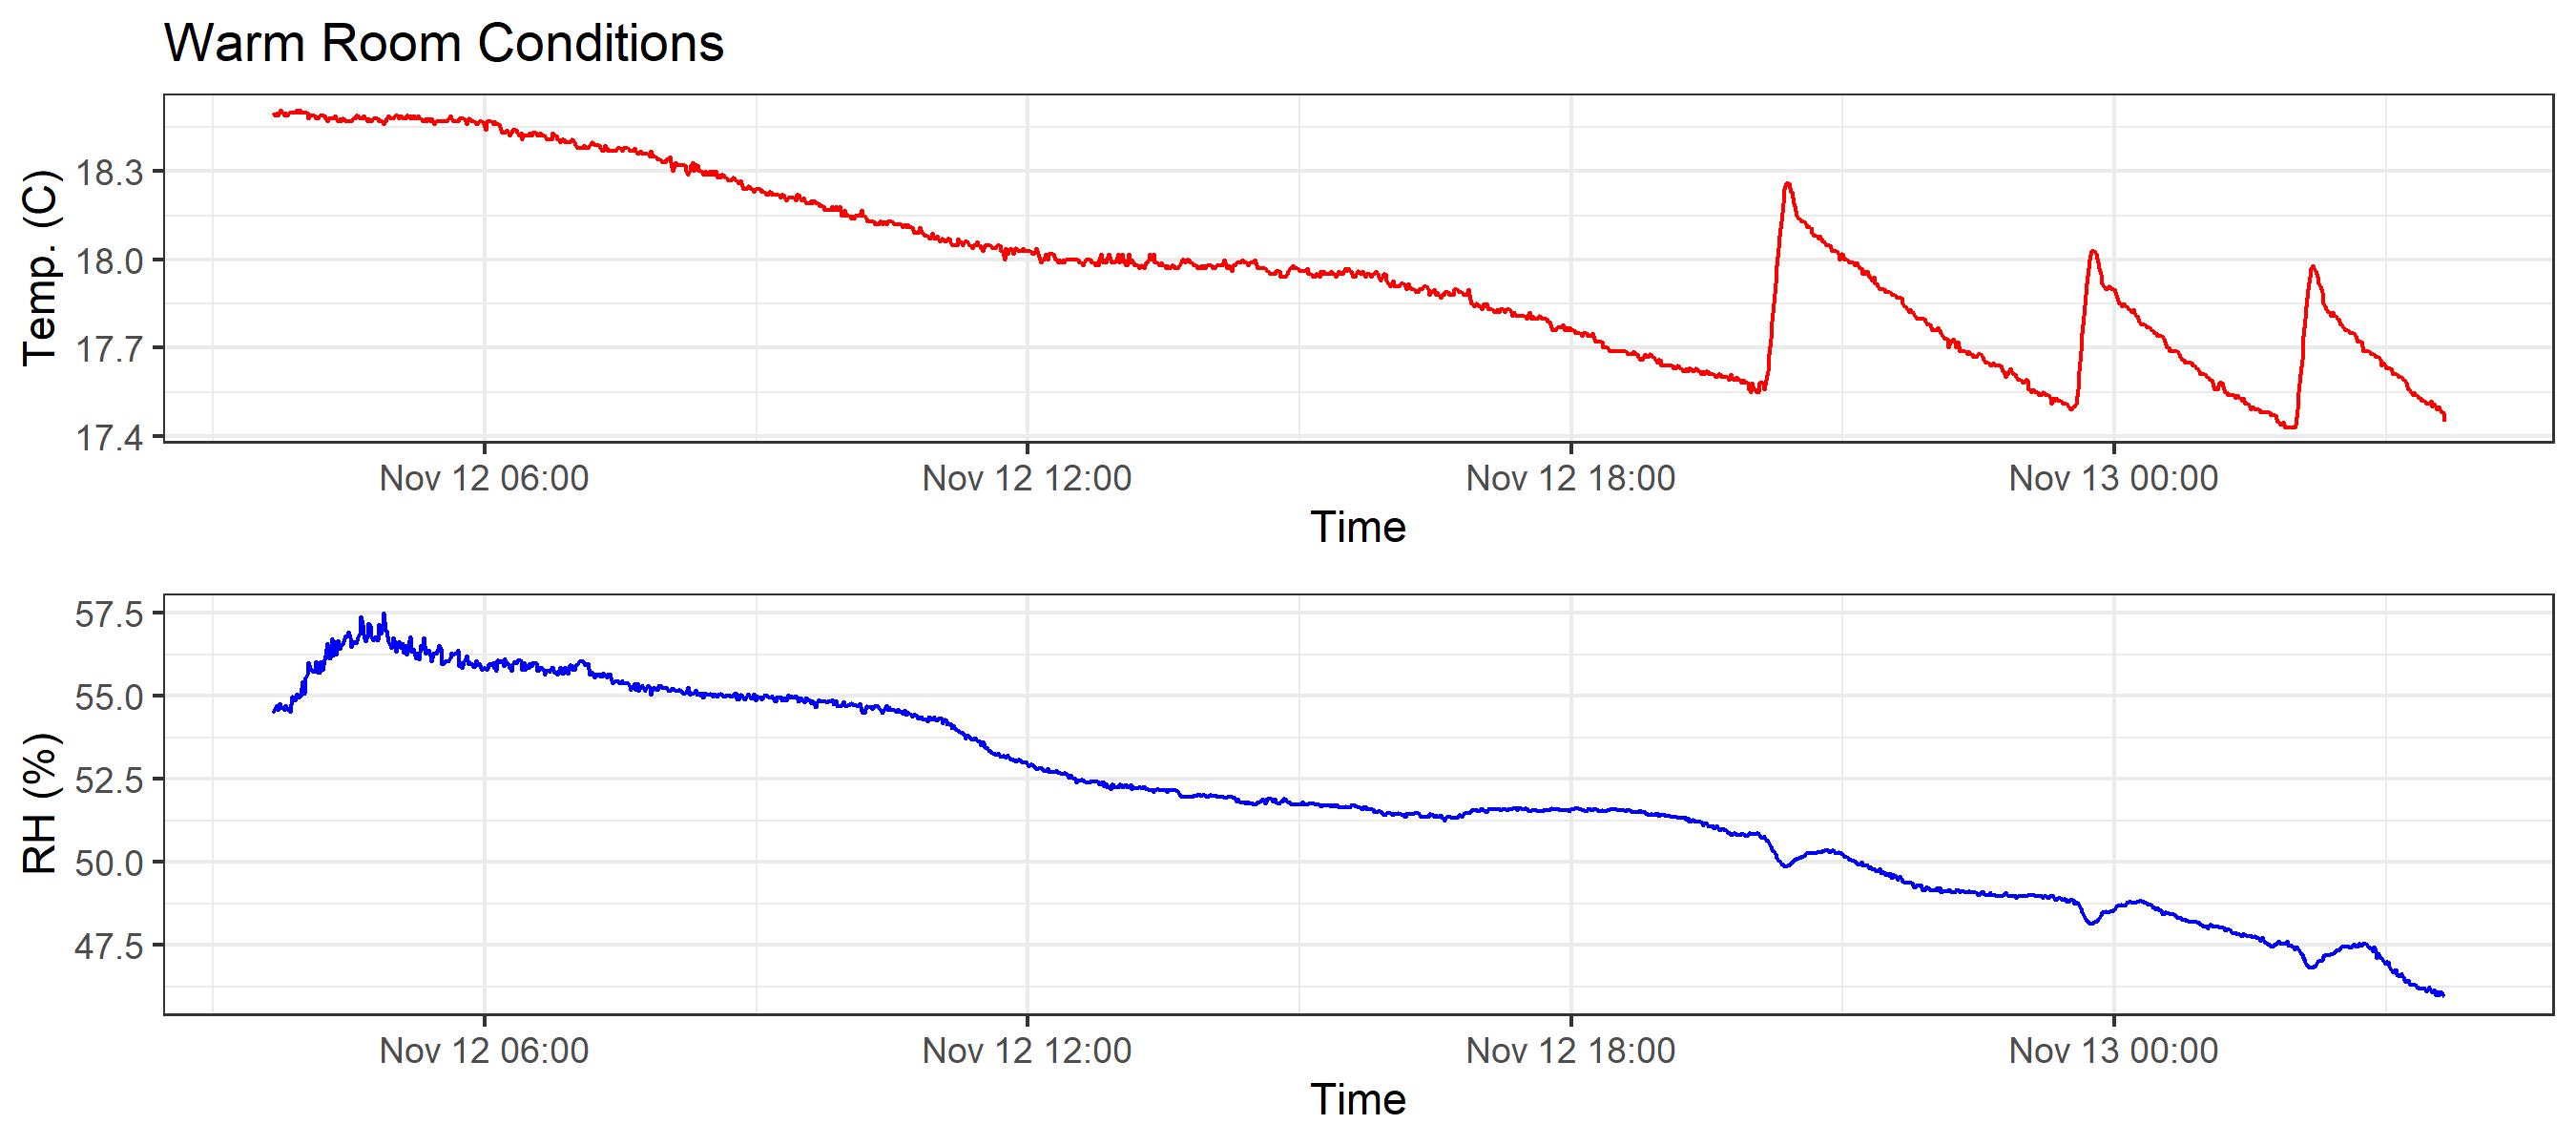 Warm Room Conditions
Temp. (C)
18.3
18.0
17.7
17.4
Nov 12 06:00 Nov 12 12:00 Nov 12 18:00 Nov 13 00:00
Time
RH (%)
57.5
55.0
52.5
50.0
47.5
Nov 12 06:00 Nov 12 12:00 Nov 12 18:00 Nov 13 00:00
Time